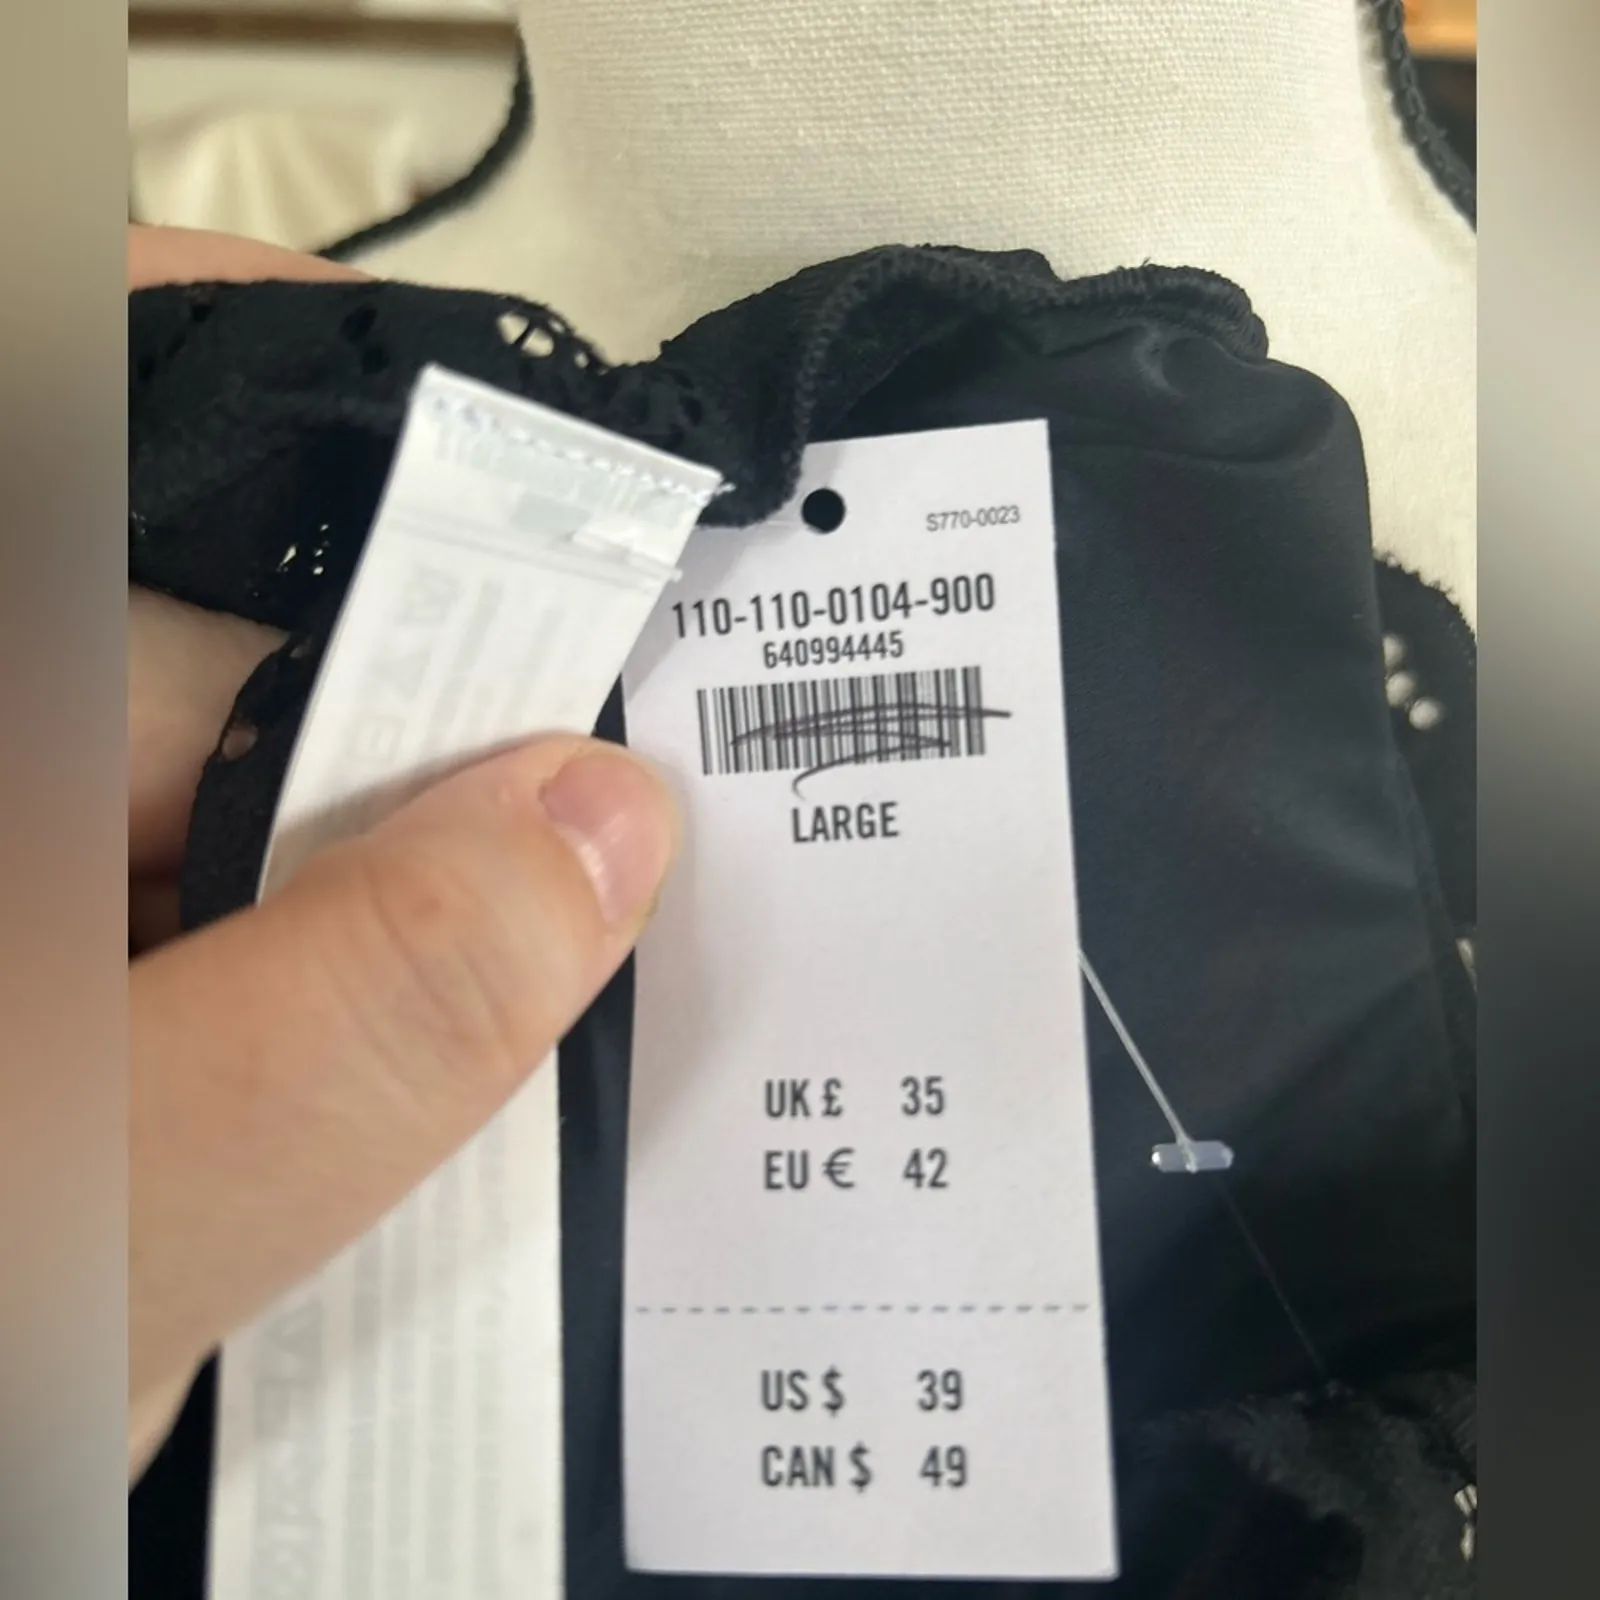 S770-0023
110-110-0104-900
640994445
LARGE
UK £ 35
EU € 42
US $ 39
CAN $ 49